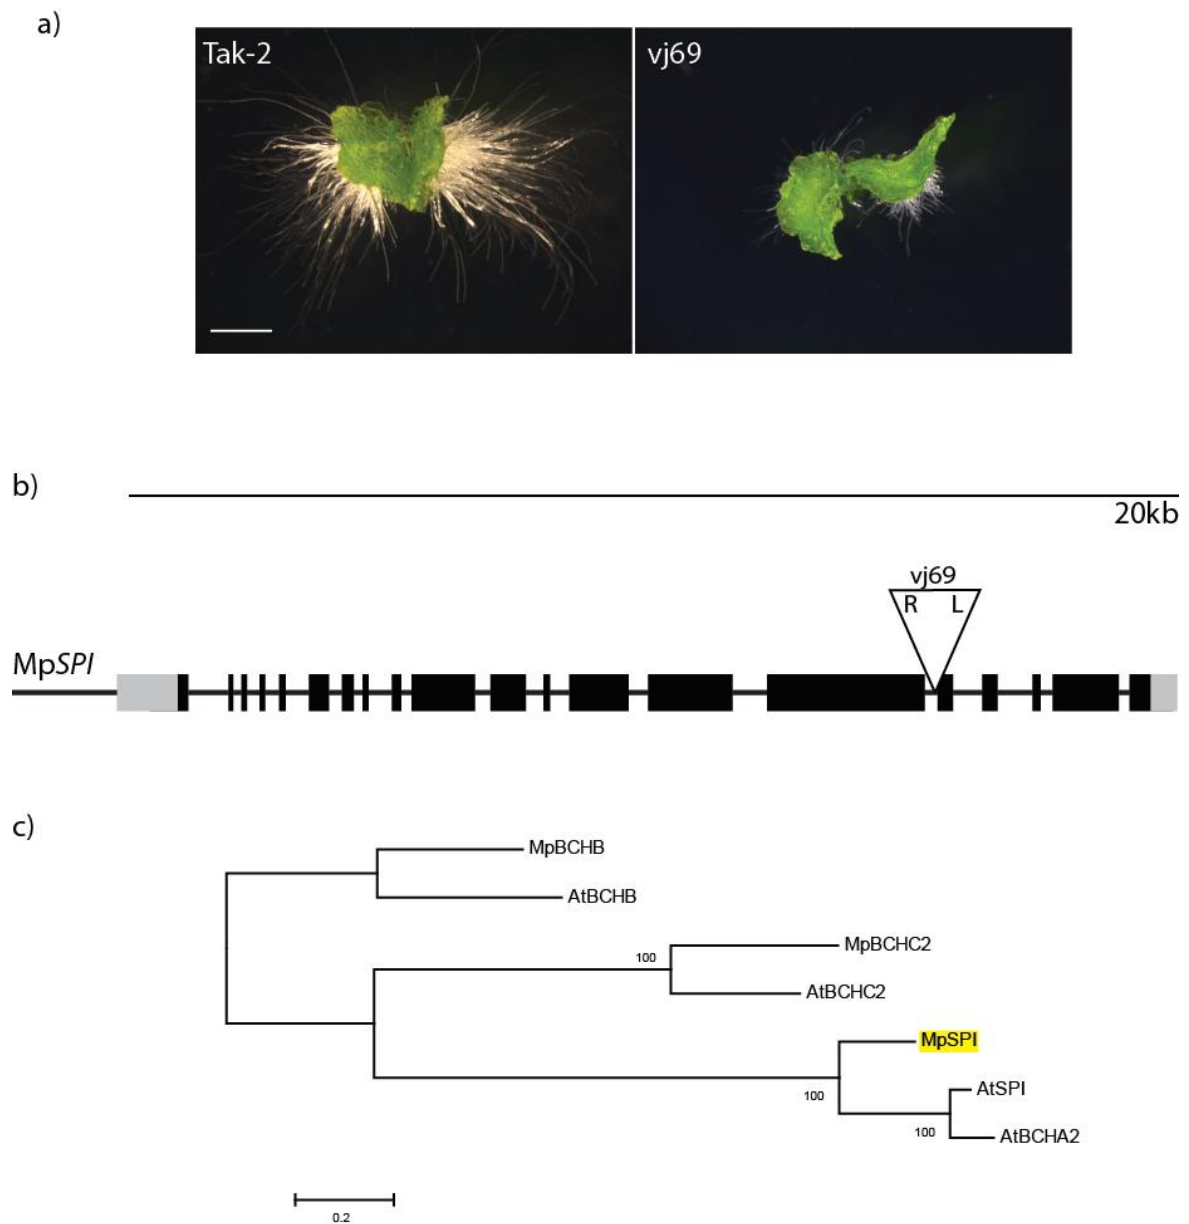 a)
Tak-2
vj69
b)
20kb
vj69
R L
MpSPI
c)
MpBCHB
AtBCHB
MpBCHC2
100
AtBCHC2
MpSPI
AtSPI
100
100
AtBCHA2
0.2